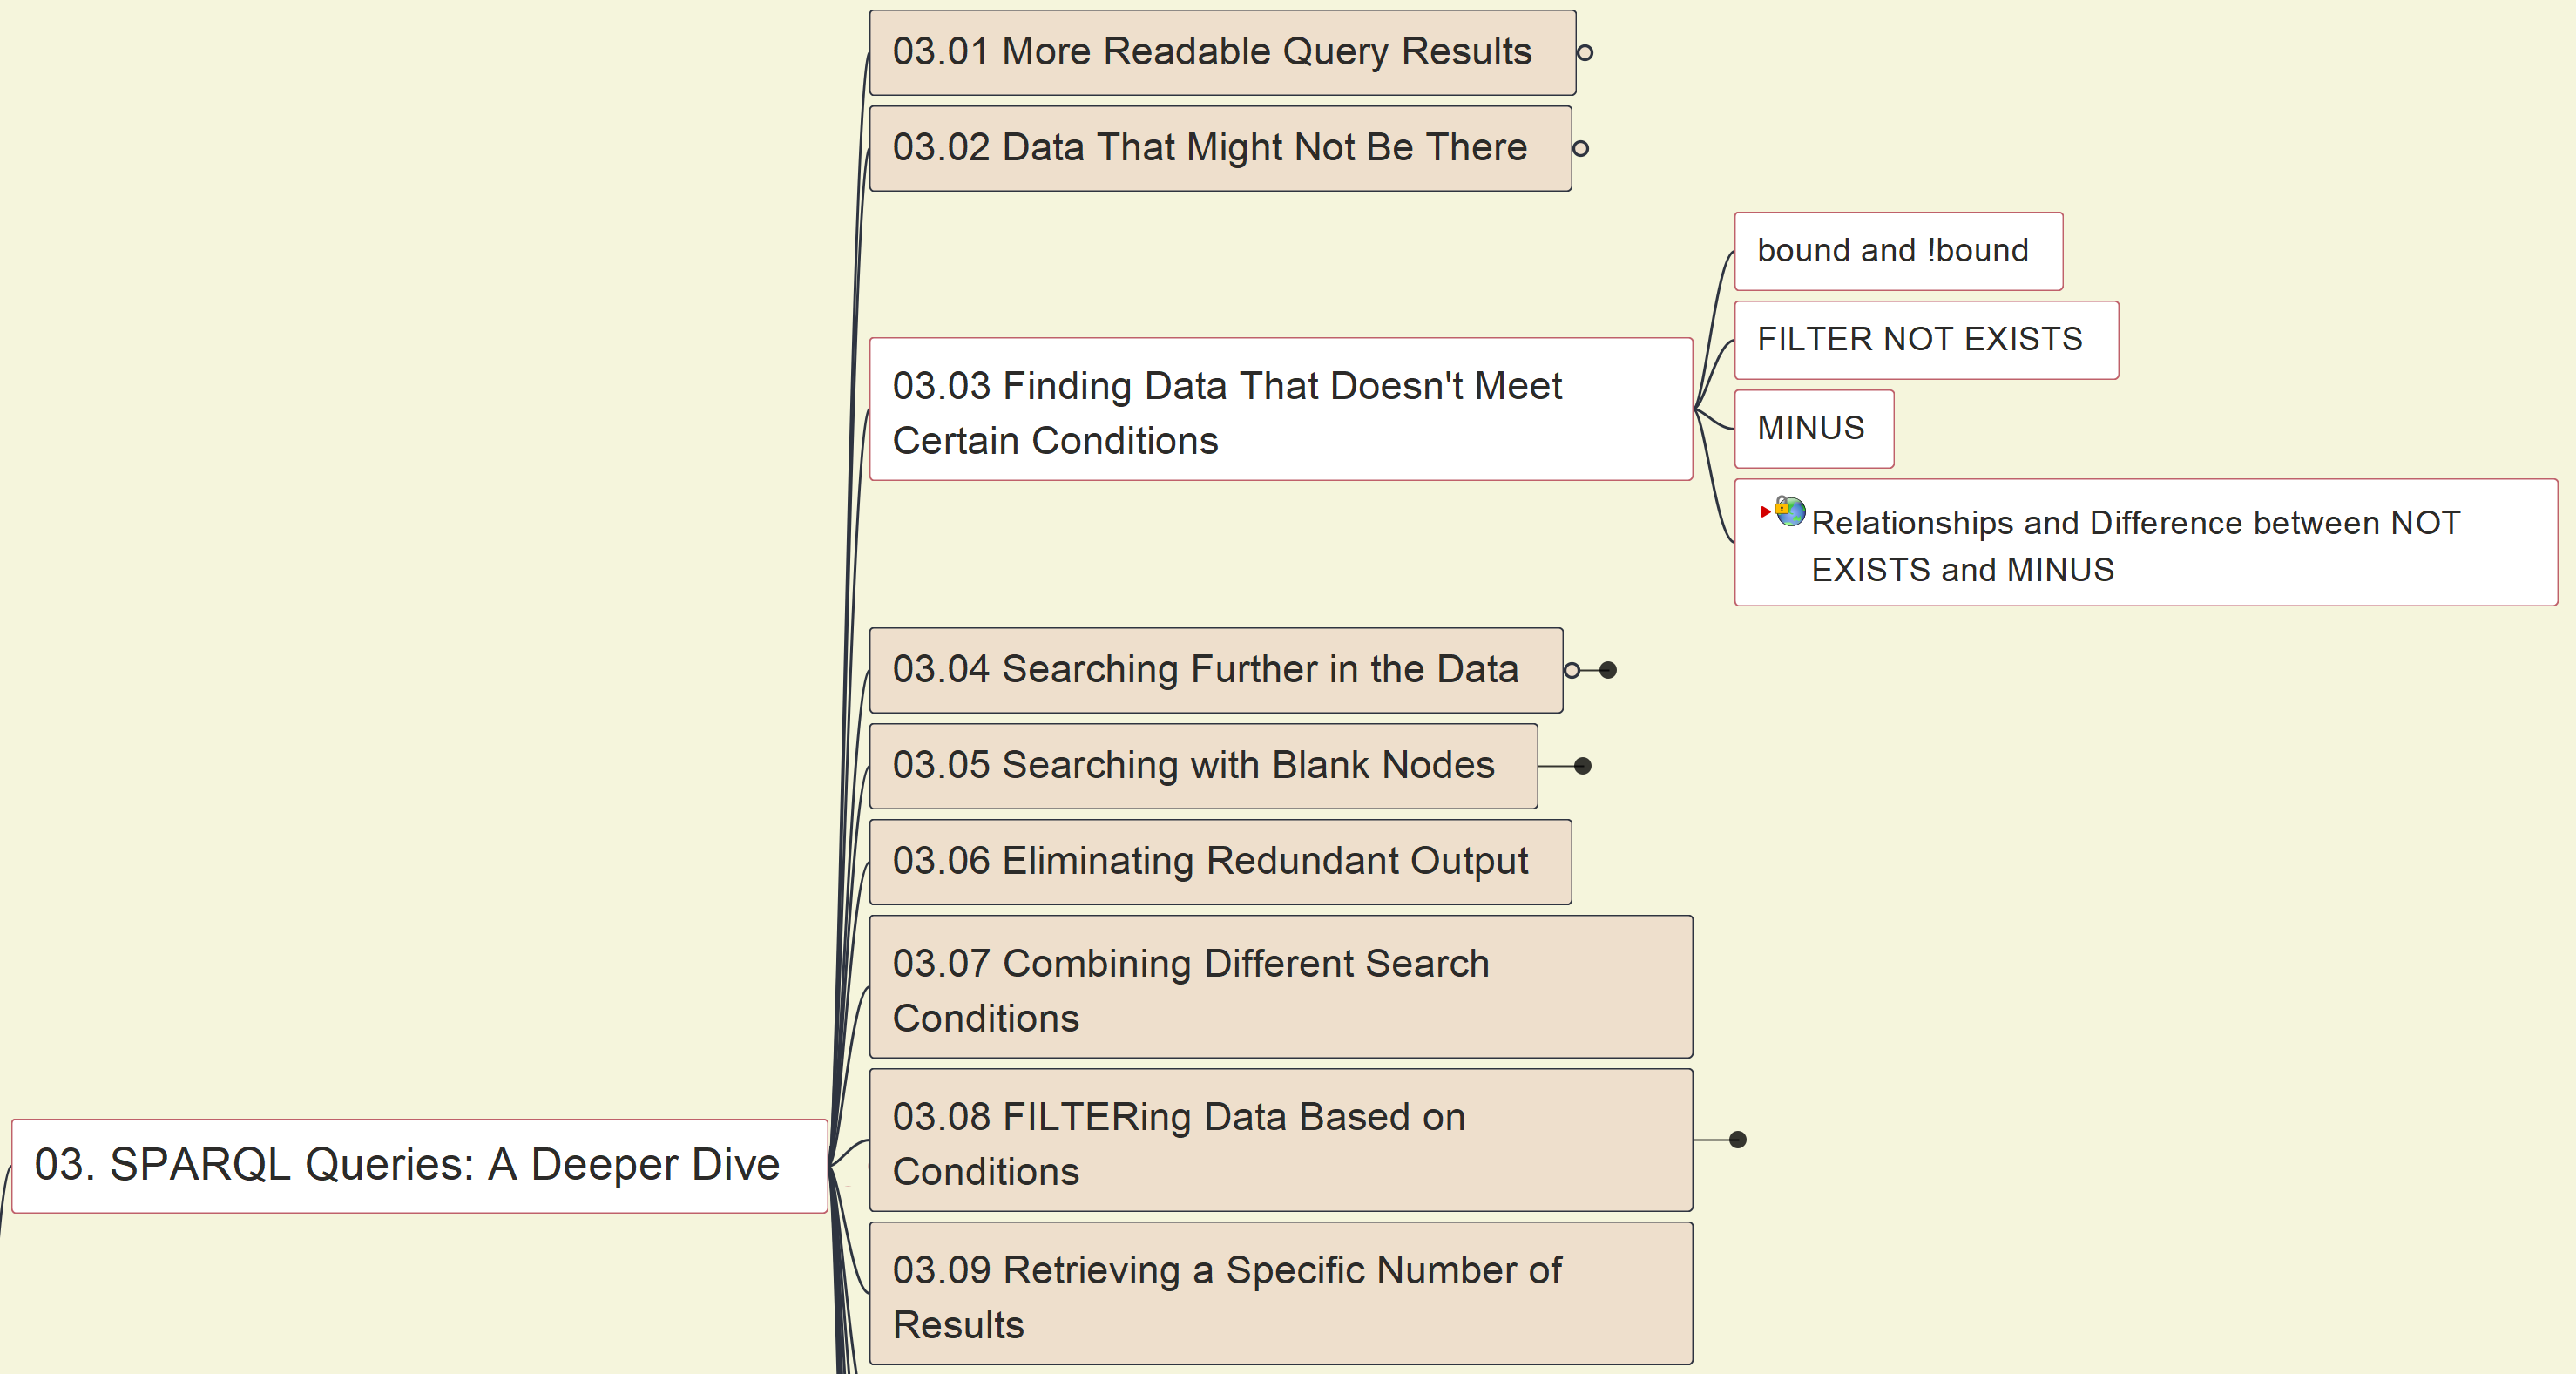 03.01 More Readable Query Results
03.02 Data That Might Not Be There
bound and !bound
FILTER NOT EXISTS
03.03 Finding Data That Doesn't Meet
Certain Conditions
MINUS
Relationships and Difference between NOT
EXISTS and MINUS
03.04 Searching Further in the Data
03.05 Searching with Blank Nodes
03.06 Eliminating Redundant Output
03.07 Combining Different Search
Conditions
03.08 FILTERing Data Based on
Conditions
03. SPARQL Queries: A Deeper Dive
03.09 Retrieving a Specific Number of
Results